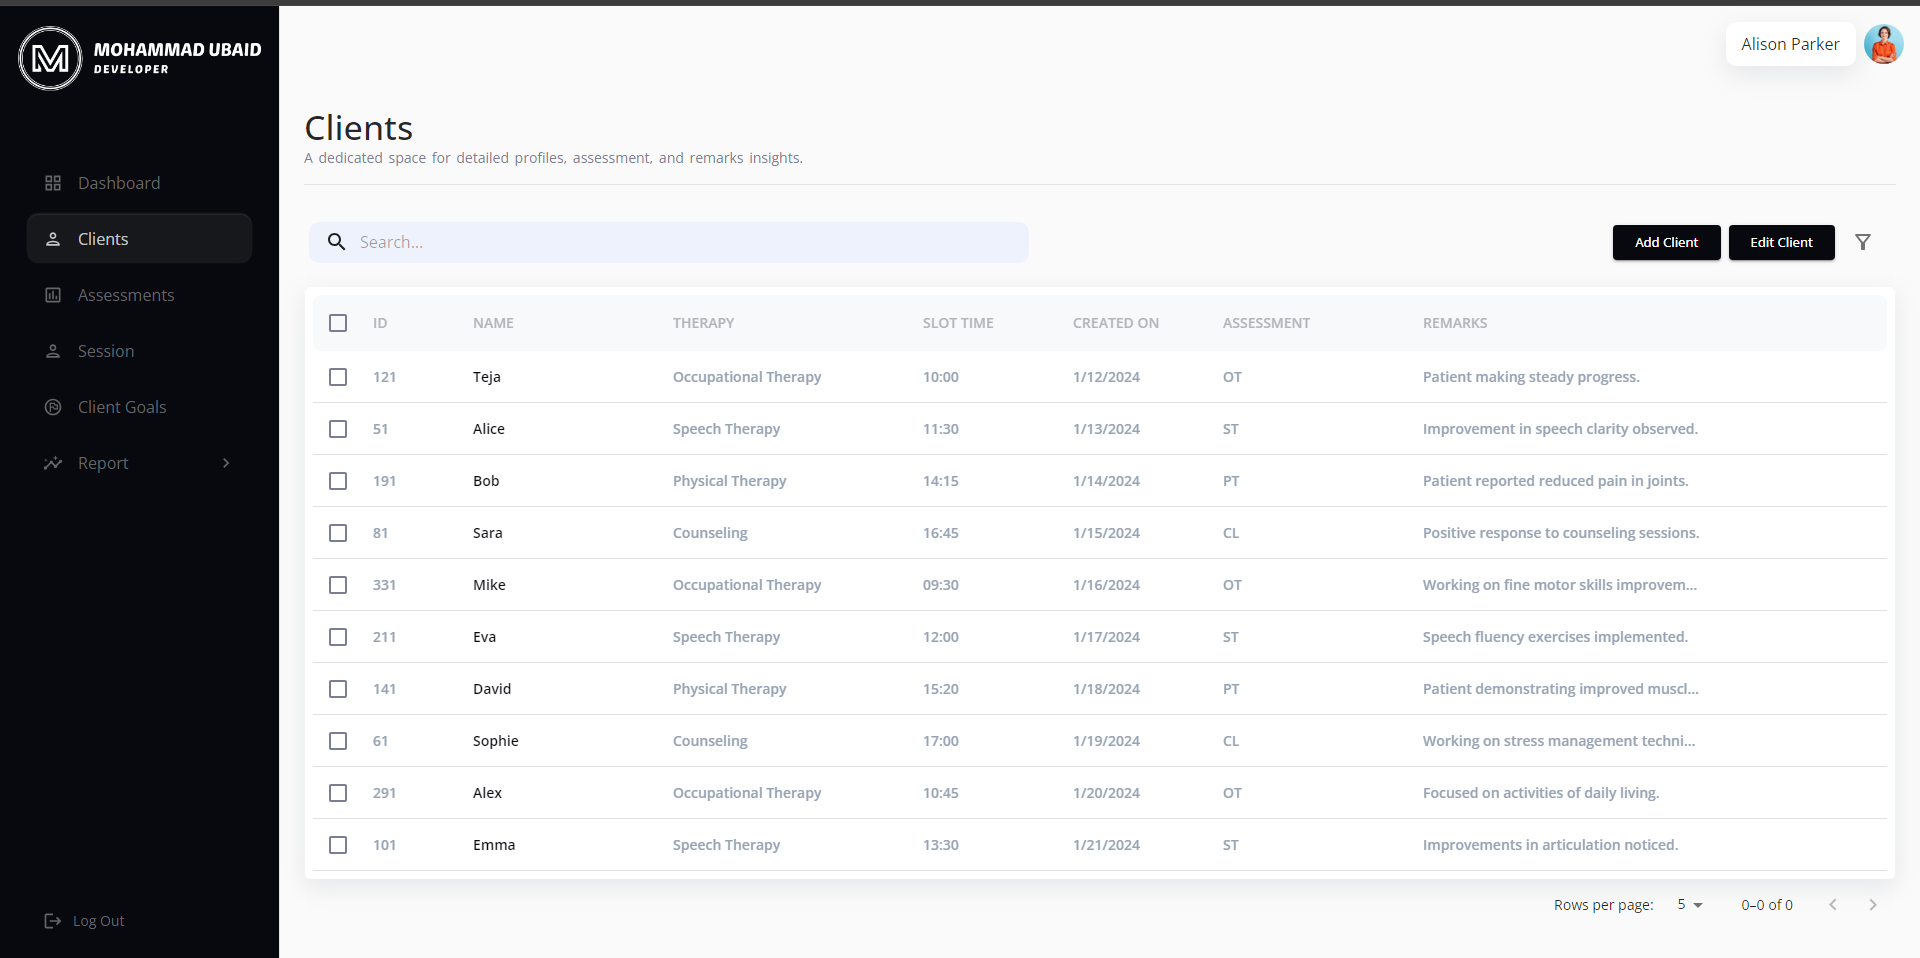 MOHAMMAD UBAID
DEVELOPER
Alison Parker
Dashboard
Clients
Assessments
Session
Client Goals
Report
Log Out
Clients
A dedicated space for detailed profiles, assessment, and remarks insights.
Search...
Add Client Edit Client
ID NAME THERAPY SLOT TIME CREATED ON ASSESSMENT REMARKS
121 Teja Occupational Therapy 10:00 1/12/2024 OT Patient making steady progress.
51 Alice Speech Therapy 11:30 1/13/2024 ST Improvement in speech clarity observed.
191 Bob Physical Therapy 14:15 1/14/2024 PT Patient reported reduced pain in joints.
81 Sara Counseling 16:45 1/15/2024 CL Positive response to counseling sessions.
331 Mike Occupational Therapy 09:30 1/16/2024 OT Working on fine motor skills improvem...
211 Eva Speech Therapy 12:00 1/17/2024 ST Speech fluency exercises implemented.
141 David Physical Therapy 15:20 1/18/2024 PT Patient demonstrating improved muscl...
61 Sophie Counseling 17:00 1/19/2024 CL Working on stress management techni...
291 Alex Occupational Therapy 10:45 1/20/2024 OT Focused on activities of daily living.
101 Emma Speech Therapy 13:30 1/21/2024 ST Improvements in articulation noticed.
Rows per page: 5 0–0 of 0